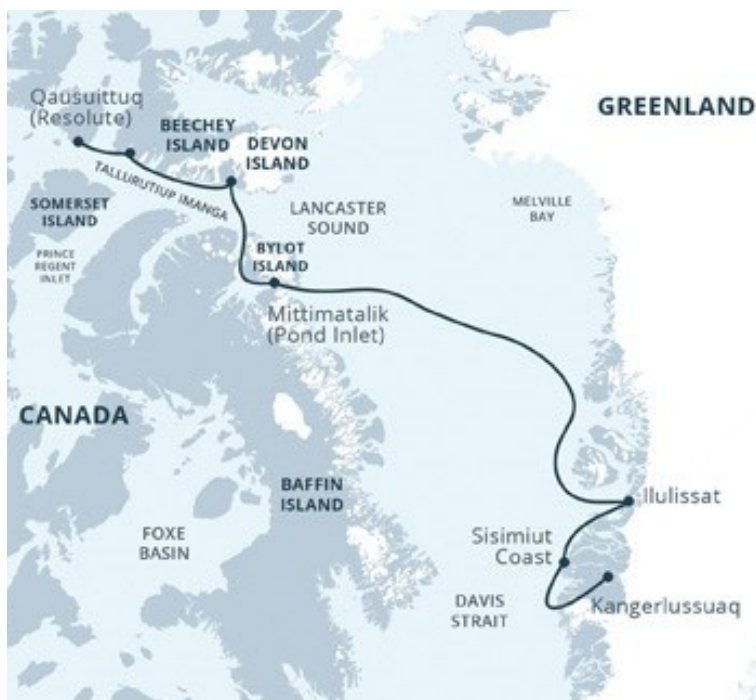 Qausuittuq
(Resolute)
BEECHEY
ISLAND
DEVON
ISLAND
GREENLAND
TALLURUTIUP IMANGA
SOMERSET
ISLAND
LANCASTER
SOUND
MELVILLE
BAY
PRINCE
REGENT
INLET
BYLOT
ISLAND
Mittimatalik
(Pond Inlet)
CANADA
BAFFIN
ISLAND
Ilulissat
FOXE
BASIN
Sisimiut
Coast
DAVIS
STRAIT
Kangerlussuaq